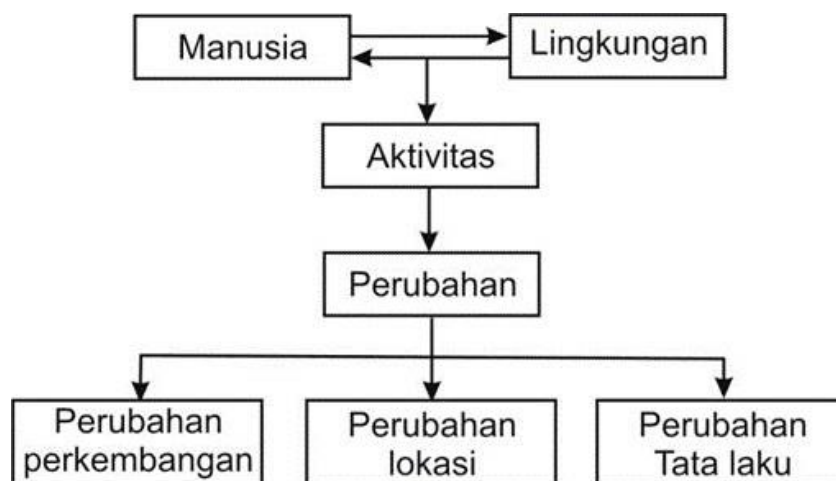 Manusia
Lingkungan
Aktivitas
Perubahan
Perubahan
perkembangan
Perubahan
lokasi
Perubahan
Tata laku